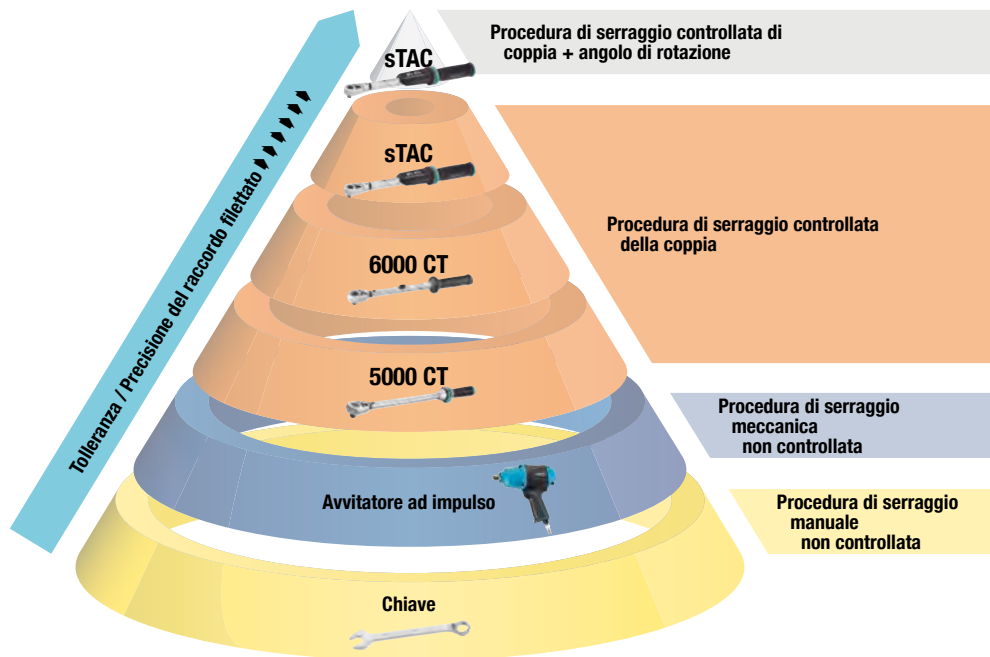 Procedura di serraggio controllata di
coppia + angolo di rotazione
sTAC
Tolleranza / Precisione del raccordo filettato
sTAC
Procedura di serraggio controllata
della coppia
6000 CT
5000 CT
Procedura di serraggio
meccanica
non controllata
Avvitatore ad impulso
Procedura di serraggio
manuale
non controllata
Chiave